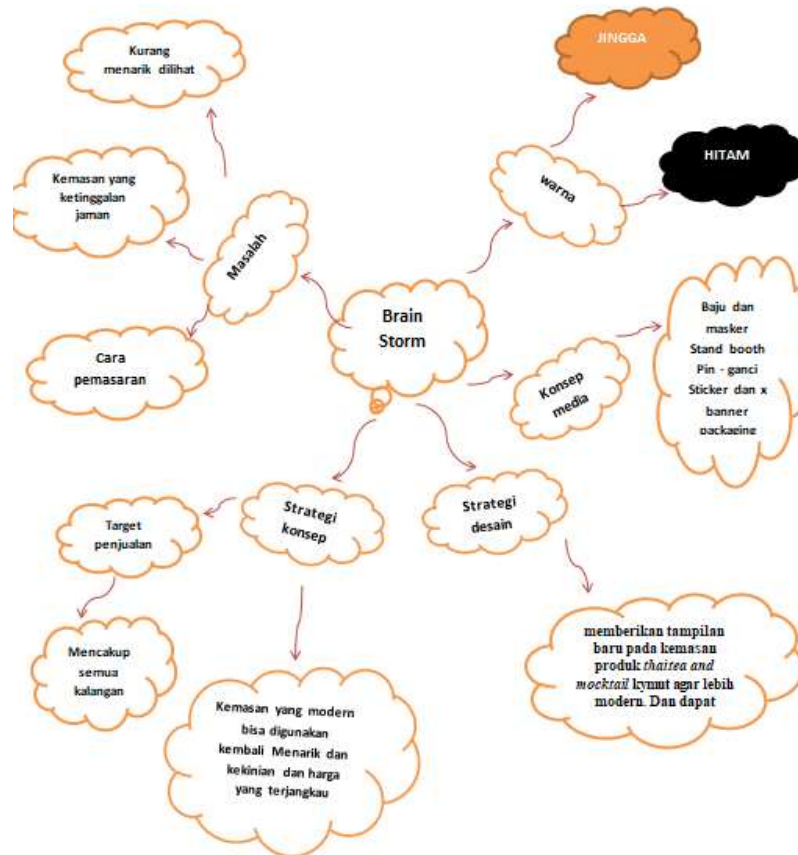 Kurang
menarik dilihat
JINGGA
HITAM
Kemasan yang
ketinggalan
jaman
warna
Masalah
Brain
Storm
Baju dan
masker
Stand booth
Pin - ganci
Sticker dan x
banner
packaging
Cara
pemasaran
Konsep
media
Strategi
konsep
Strategi
desain
Target
penjualan
Mencakup
semua
kalangan
Kemasan yang modern
bisa digunakan
kembali Menarik dan
kekinian dan harga
yang terjangkau
memberikan tampilan
baru pada kemasan
produk thaitea and
mocktail kymut agar lebih
modern. Dan dapat